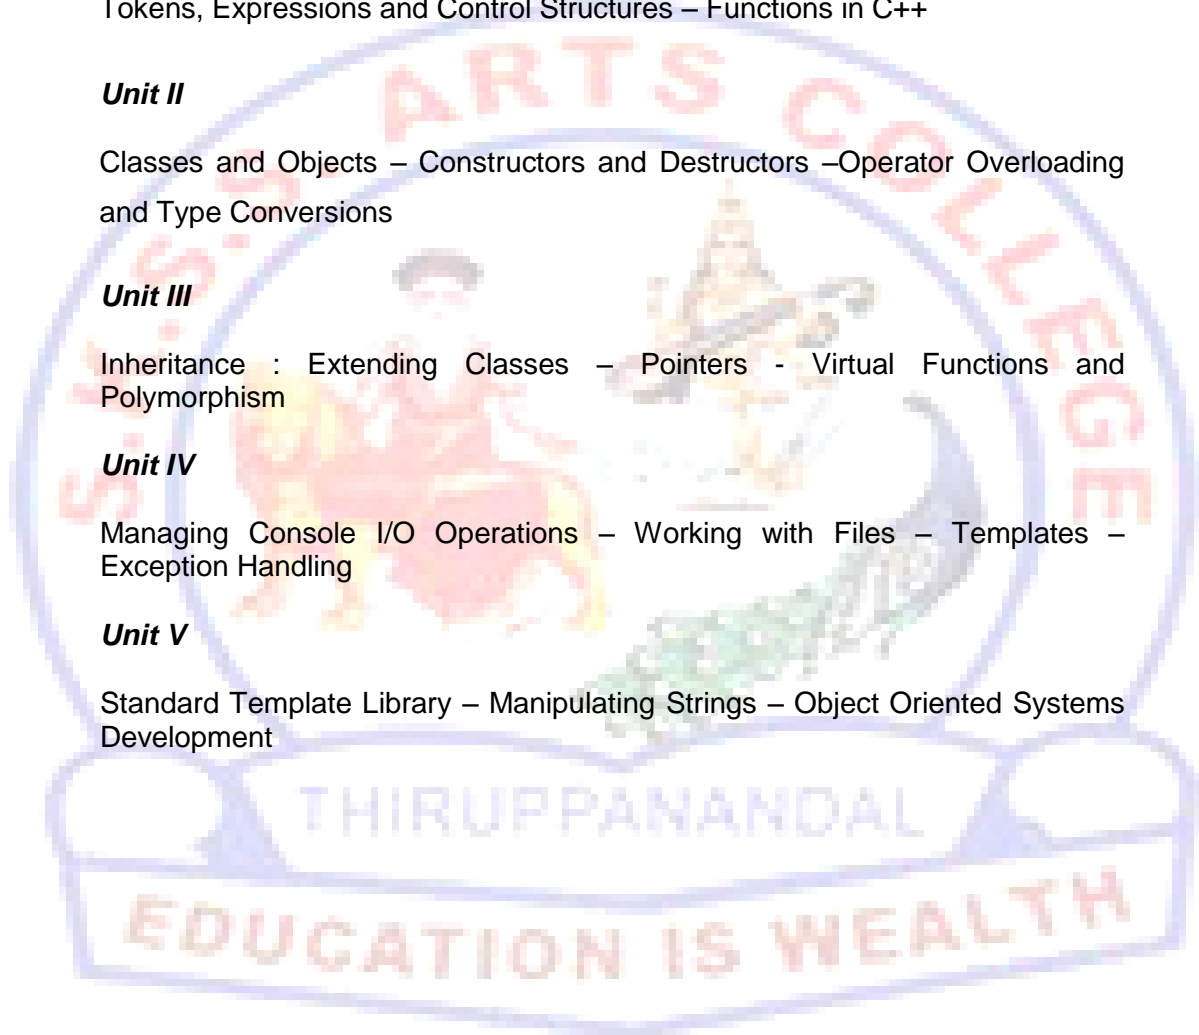 Tokens, Expressions and Control Structures – Functions in C++
Unit II
Classes and Objects – Constructors and Destructors –Operator Overloading
and Type Conversions
Unit III
Inheritance : Extending Classes – Pointers - Virtual Functions and
Polymorphism
Unit IV
Managing Console I/O Operations – Working with Files – Templates –
Exception Handling
Unit V
Standard Template Library – Manipulating Strings – Object Oriented Systems
Development
S.K.S.S ARTS COLLEGE
THIRUPPANANDAL
EDUCATION IS WEALTH